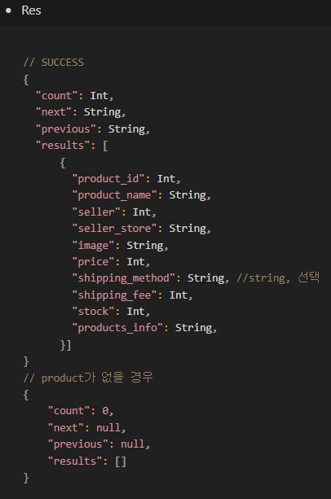 • Res
// SUCCESS
{
"count": Int,
"next": String,
"previous": String,
"results": [
{
"product_id": Int,
"product_name": String,
"seller": Int,
"seller_store": String,
"image": String,
"price": Int,
"shipping_method": String, //string, 선택
"shipping_fee": Int,
"stock": Int,
"products_info": String,
}]
}
// product가 없을 경우
{
"count": 0,
"next": null,
"previous": null,
"results": []
}